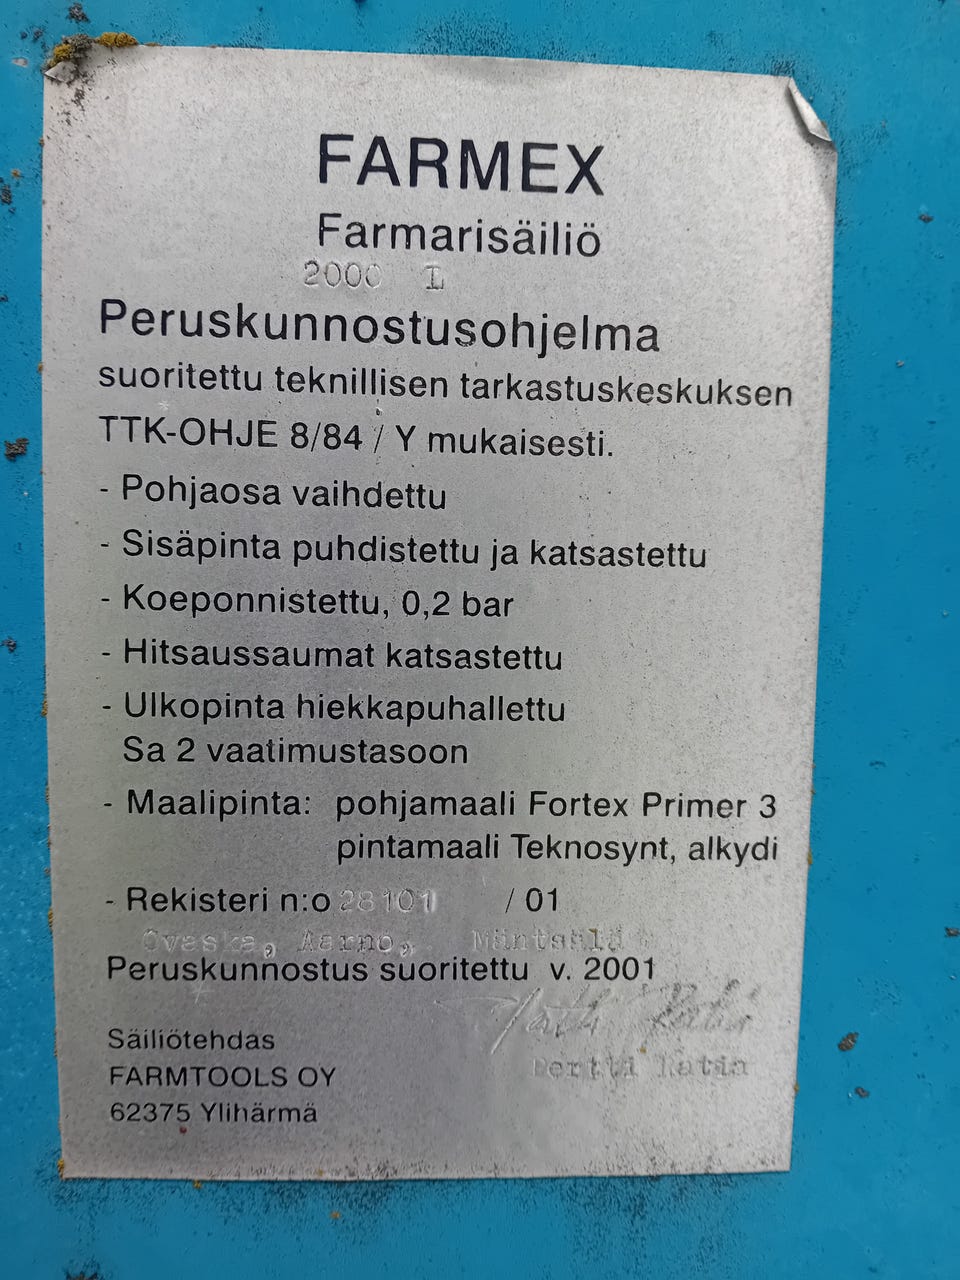 FARMEX
Farmarisäiliö
2000 L
Peruskunnostusohjelma
suoritettu teknillisen tarkastuskeskuksen
TTK-OHJE 8/84 / Y mukaisesti.
- Pohjaosa vaihdettu
- Sisäpinta puhdistettu ja katsastettu
- Koeponnistettu, 0,2 bar
- Hitsaussaumat katsastettu
- Ulkopinta hiekkapuhallettu
Sa 2 vaatimustasoon
- Maalipinta: pohjamaali Fortex Primer 3
pintamaali Teknosynt, alkydi
- Rekisteri n:o 28101 / 01
Ovaska, Aarno, Mäntsälä
Peruskunnostus suoritettu v. 2001
Säiliötehdas
FARMTOOLS OY
62375 Ylihärmä
Pertti